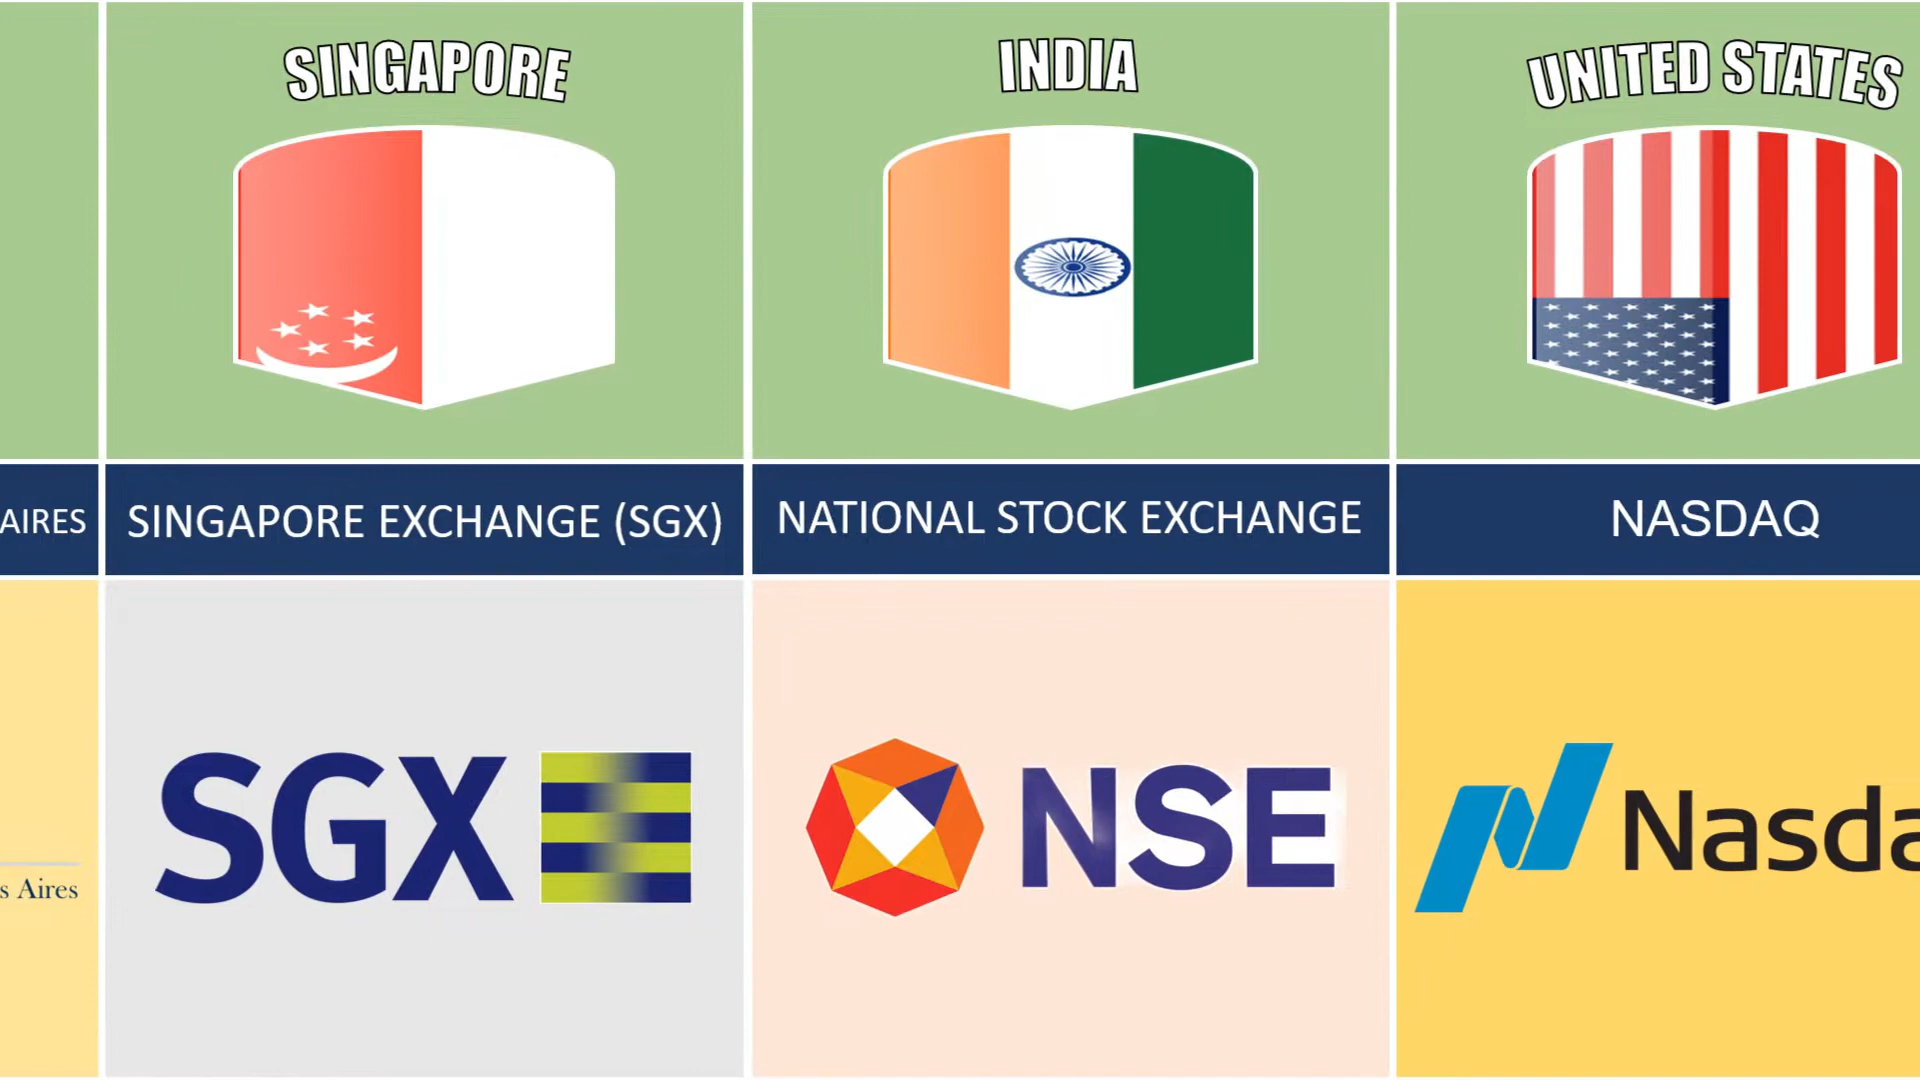 SINGAPORE
INDIA
UNITED STATES
AIRES
SINGAPORE EXCHANGE (SGX)
NATIONAL STOCK EXCHANGE
NASDAQ
s Aires
SGX
NSE
Nasda